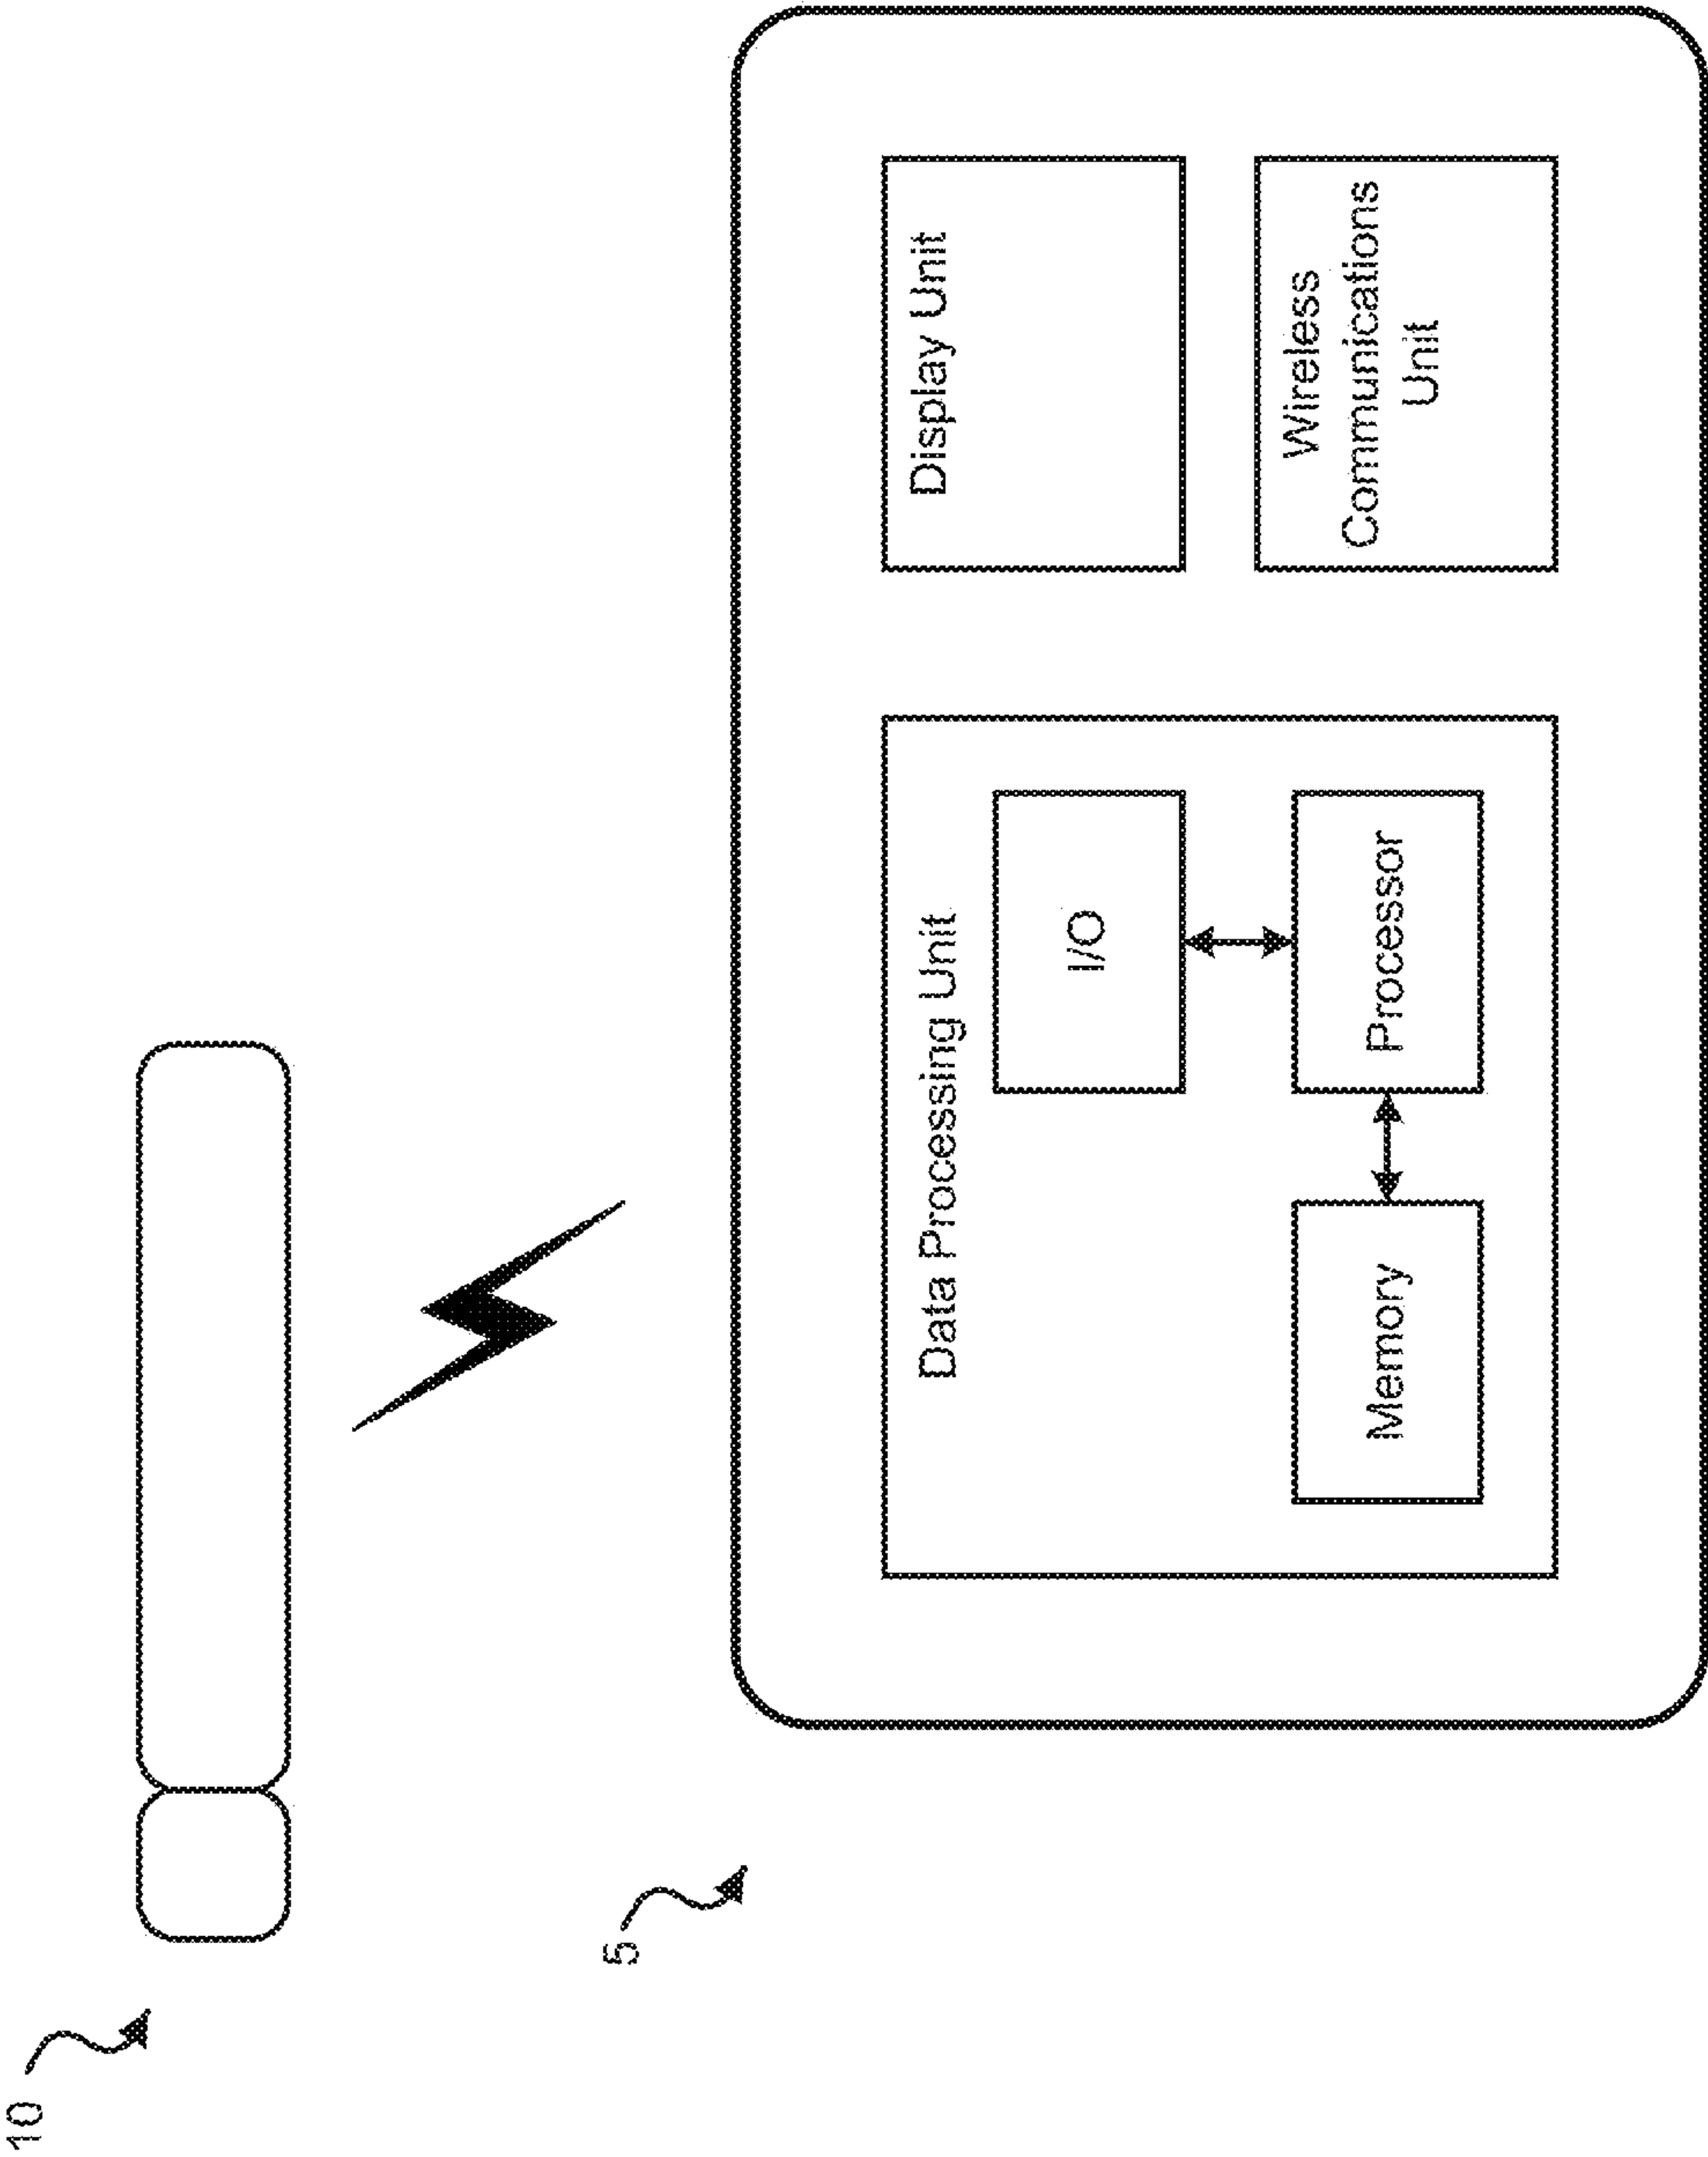 10
5
Data Processing Unit
I/O
Memory
Processor
Display Unit
Wireless
Communications
Unit